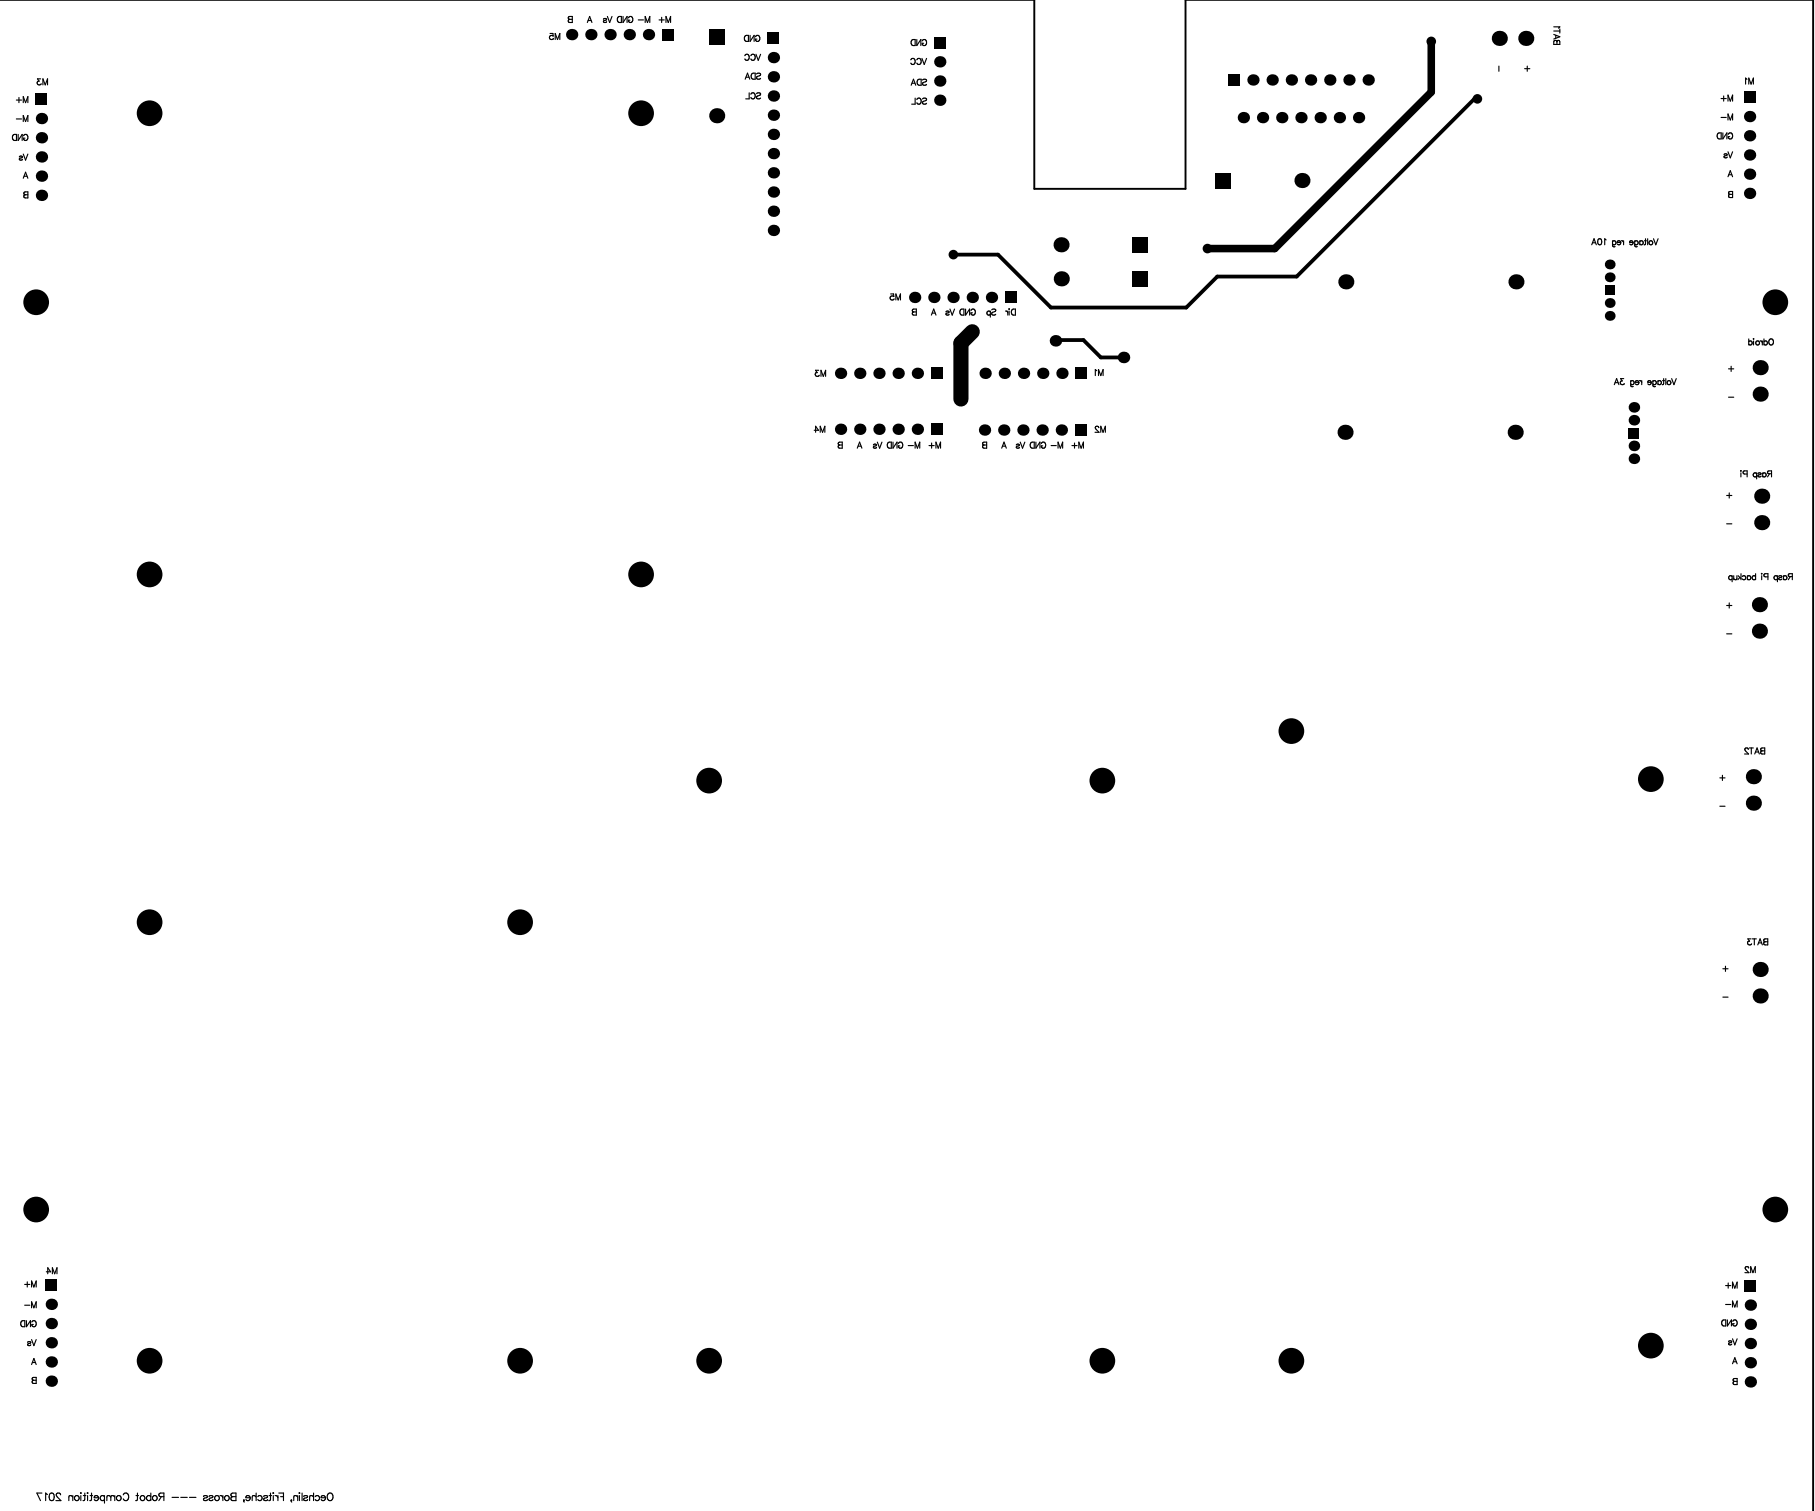 M+ M- GND Vs A B
M5
GND
VCC
SDA
SCL
GND
VCC
SDA
SCL
BAT1
- +
M3
M+
M-
GND
Vs
A
B
M1
M+
M-
GND
Vs
A
B
Voltage reg 10A
M5
Dir Sp GND Vs A B
Odroid
+
-
M1
M3
Voltage reg 3A
M2
M4
M+ M- GND Vs A B
M+ M- GND Vs A B
Rasp Pi
+
-
Rasp Pi backup
+
-
BAT2
+
-
BAT3
+
-
M4
M+
M-
GND
Vs
A
B
M2
M+
M-
GND
Vs
A
B
Oechslin, Fritsche, Boross --- Robot Competition 2017